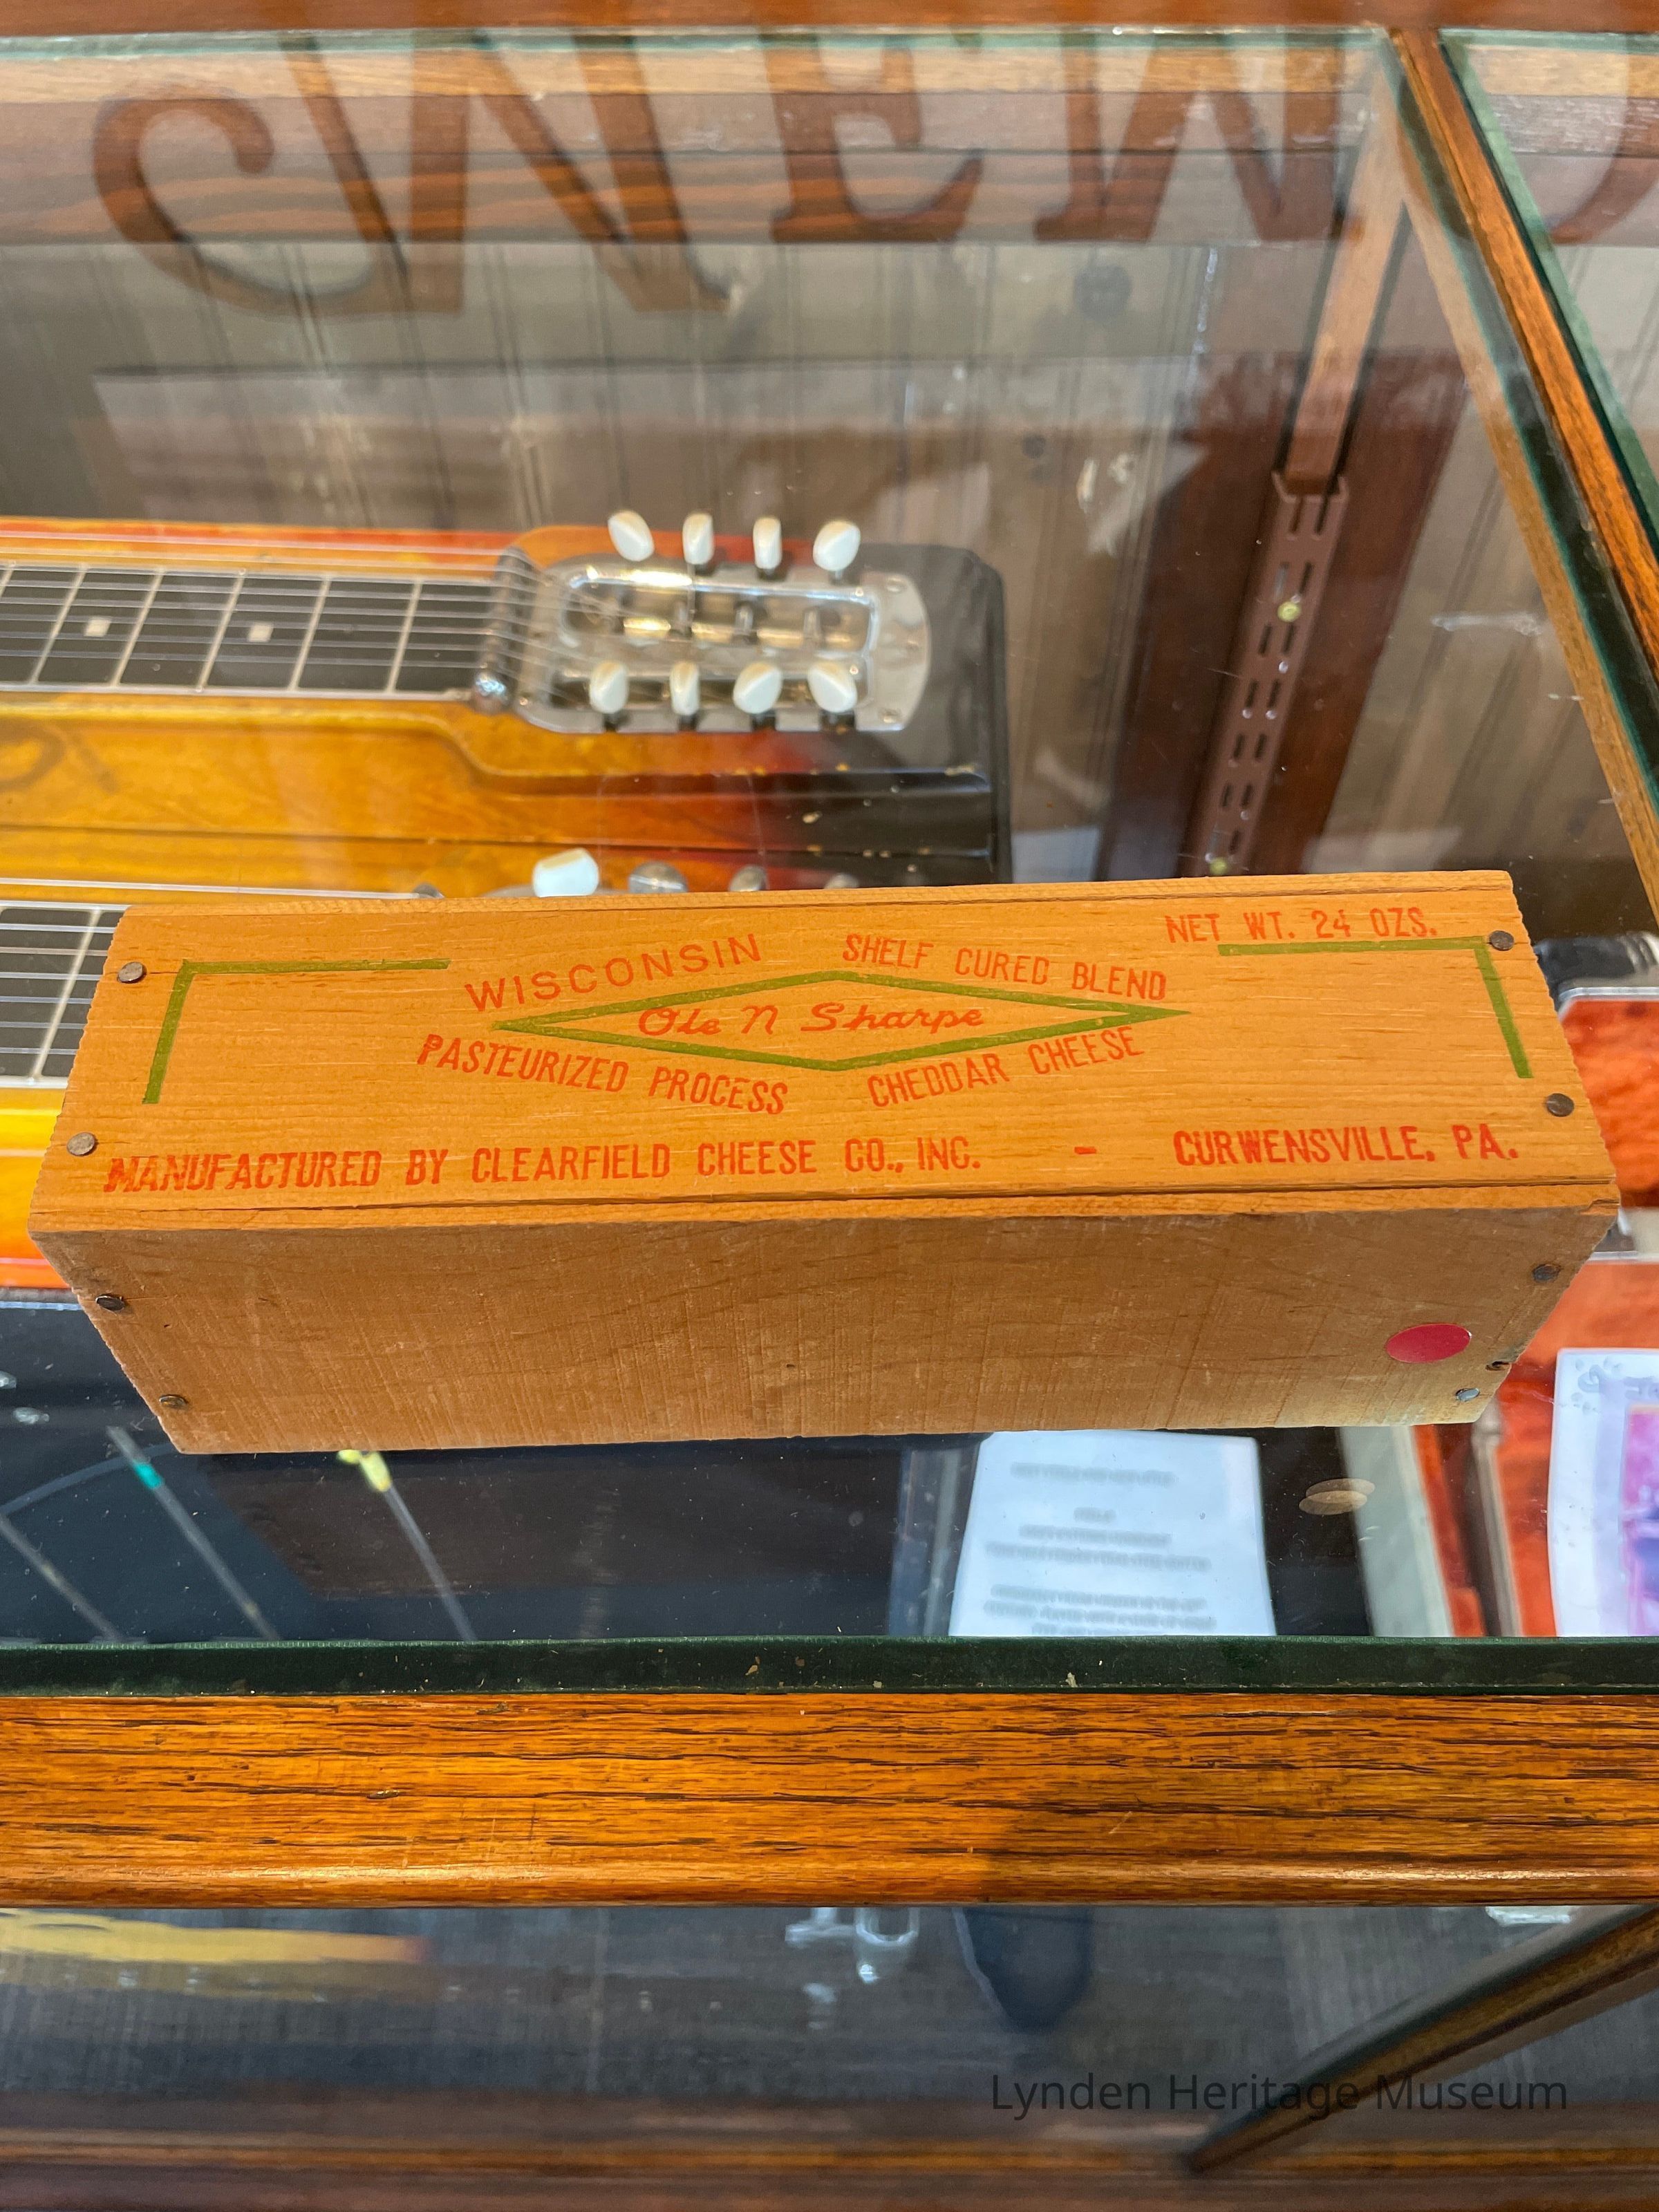 NEW
NET WT. 24 OZS.
WISCONSIN SHELF CURED BLEND
Ole N Sharpe
PASTEURIZED PROCESS CHEDDAR CHEESE
MANUFACTURED BY CLEARFIELD CHEESE CO., INC. - CURWENSVILLE, PA.
Lynden Heritage Museum